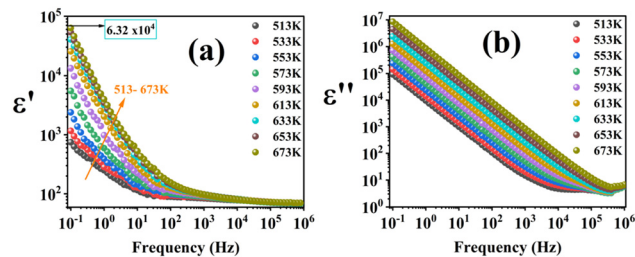 6.32 x10⁴
(a)
513- 673K
ε'
10⁵
10⁴
10³
10²
513K
533K
553K
573K
593K
613K
633K
653K
673K
10⁻¹ 10⁰ 10¹ 10² 10³ 10⁴ 10⁵ 10⁶
Frequency (Hz)
(b)
ε''
10⁷
10⁶
10⁵
10⁴
10³
10²
10¹
10⁰
513K
533K
553K
573K
593K
613K
633K
653K
673K
10⁻¹ 10⁰ 10¹ 10² 10³ 10⁴ 10⁵ 10⁶
Frequency (Hz)